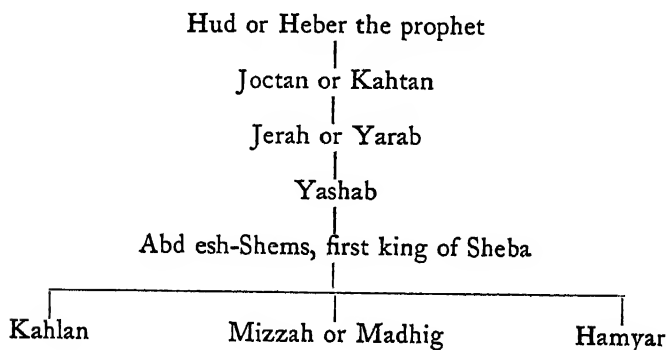 Hud or Heber the prophet
Joctan or Kahtan
Jerah or Yarab
Yashab
Abd esh-Shems, first king of Sheba
Kahlan Mizzah or Madhig Hamyar